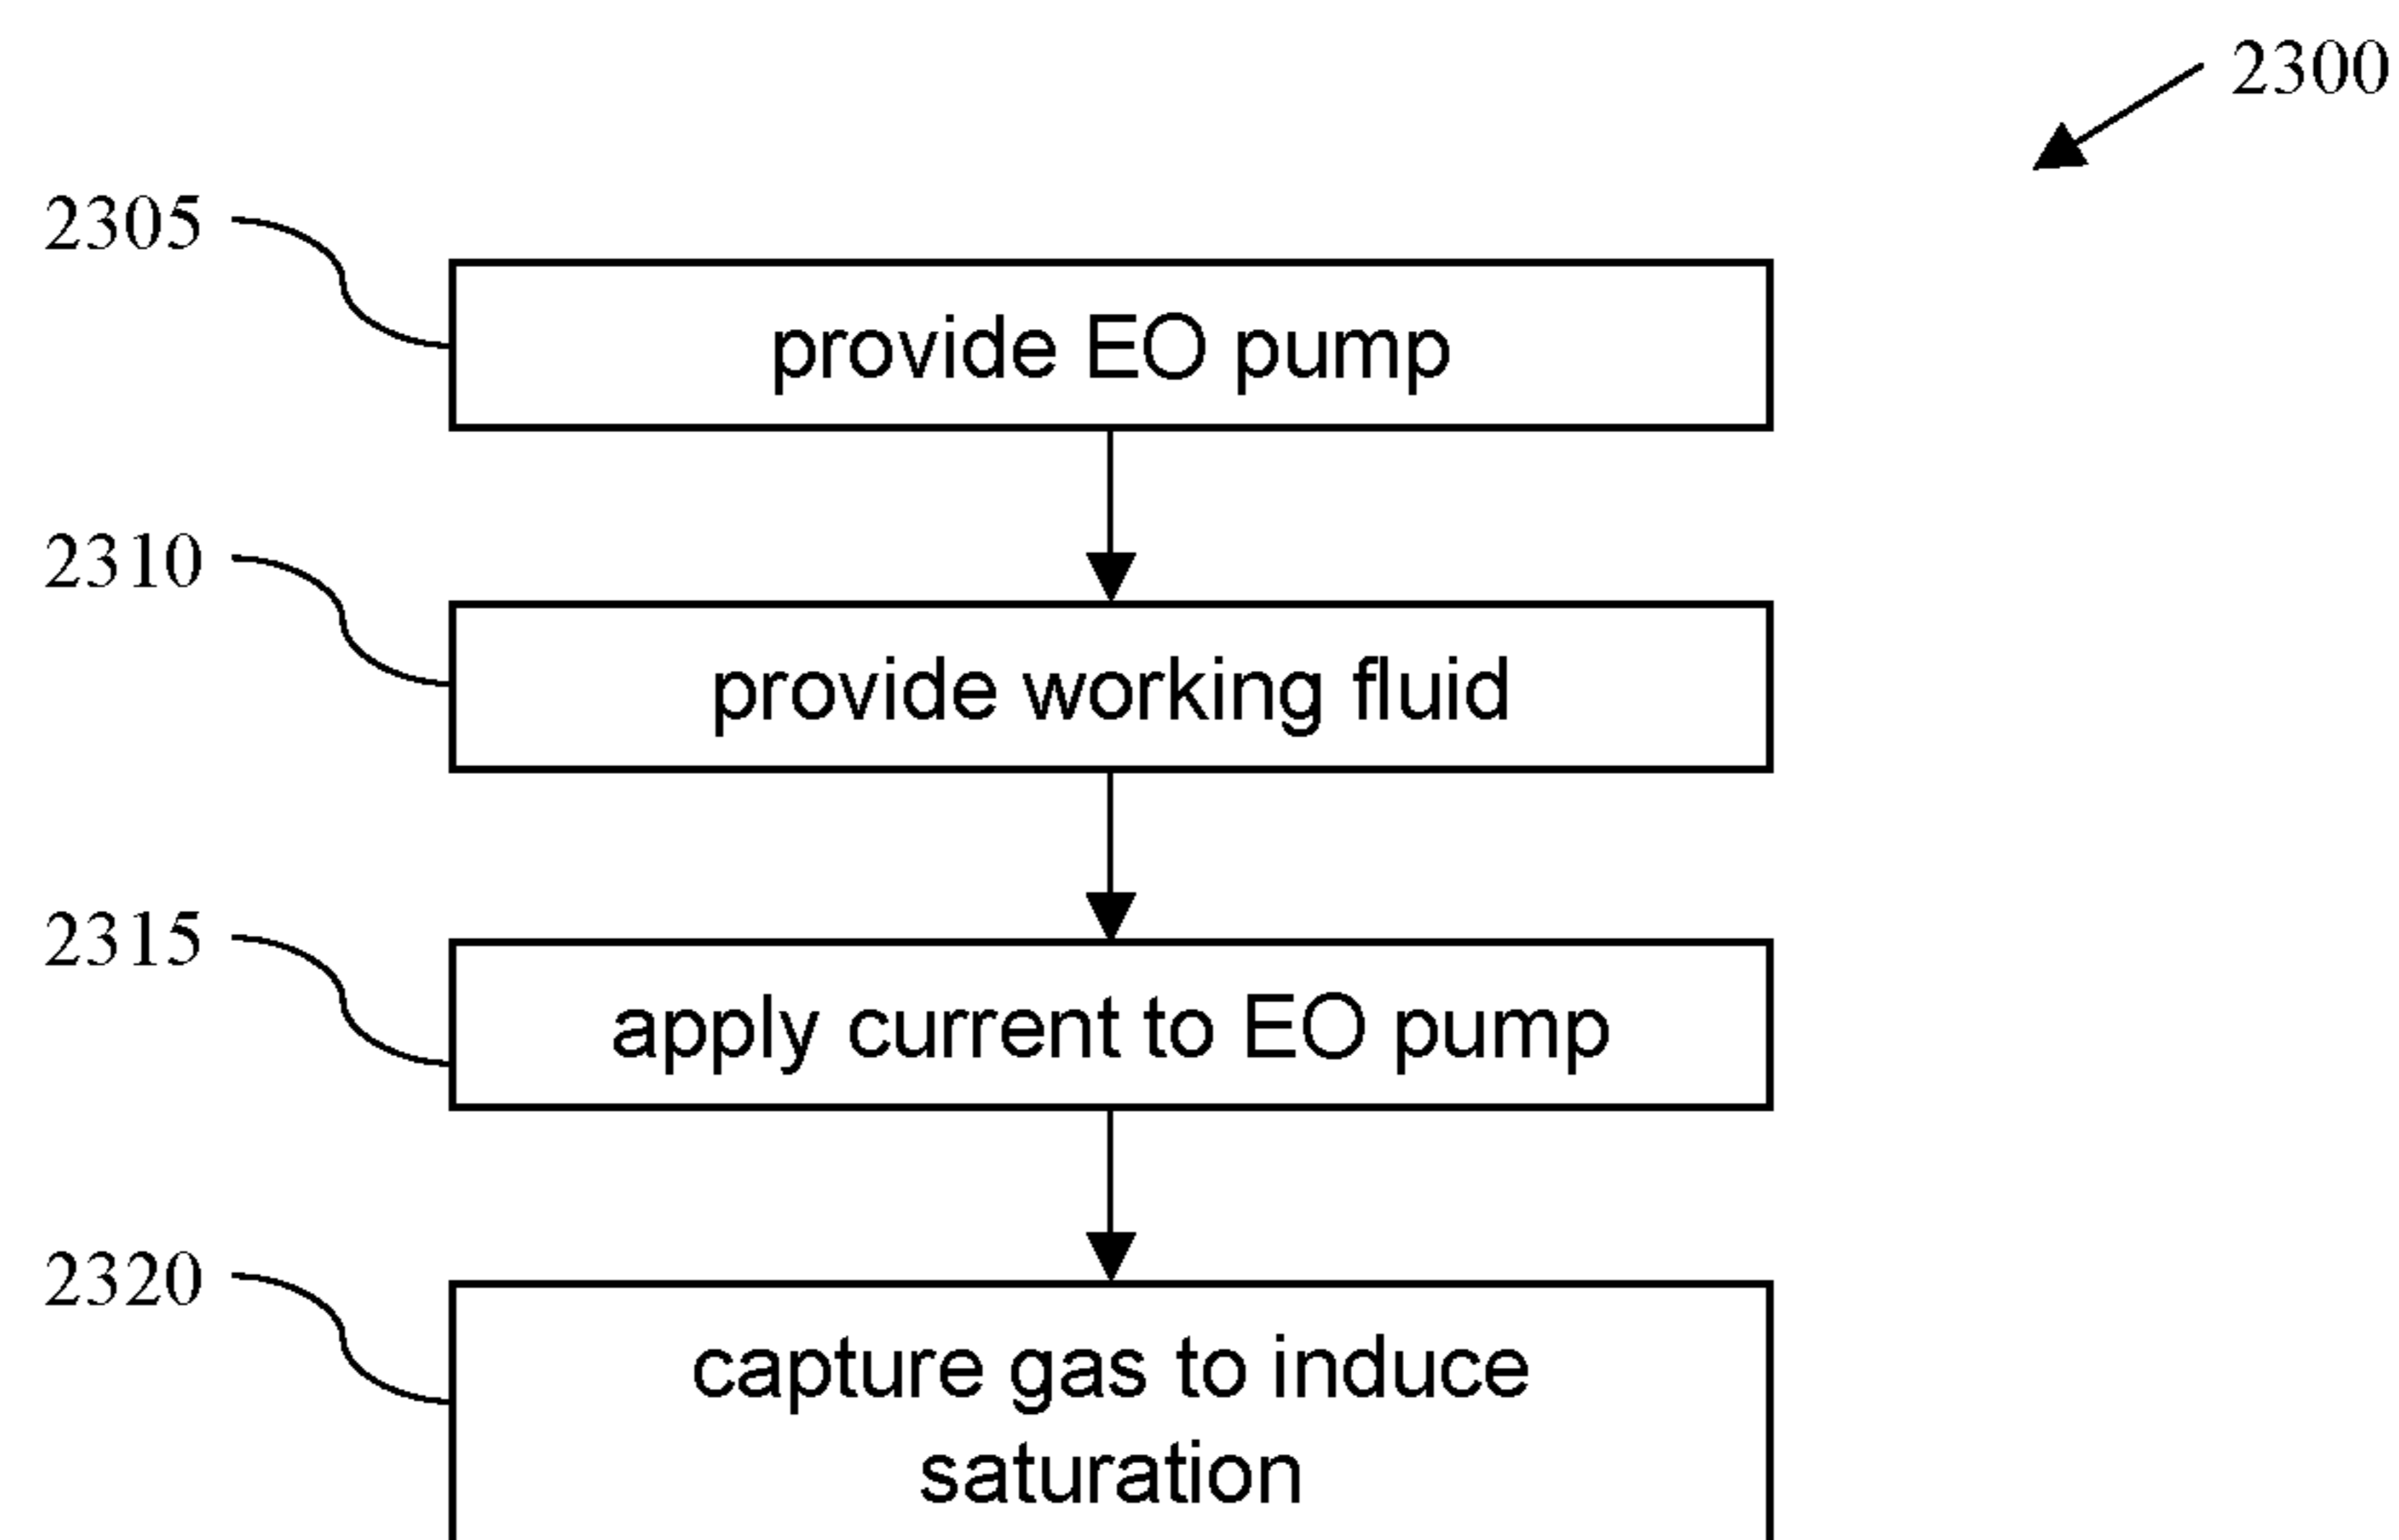 2300
2305
provide EO pump
2310
provide working fluid
2315
apply current to EO pump
2320
capture gas to induce
saturation